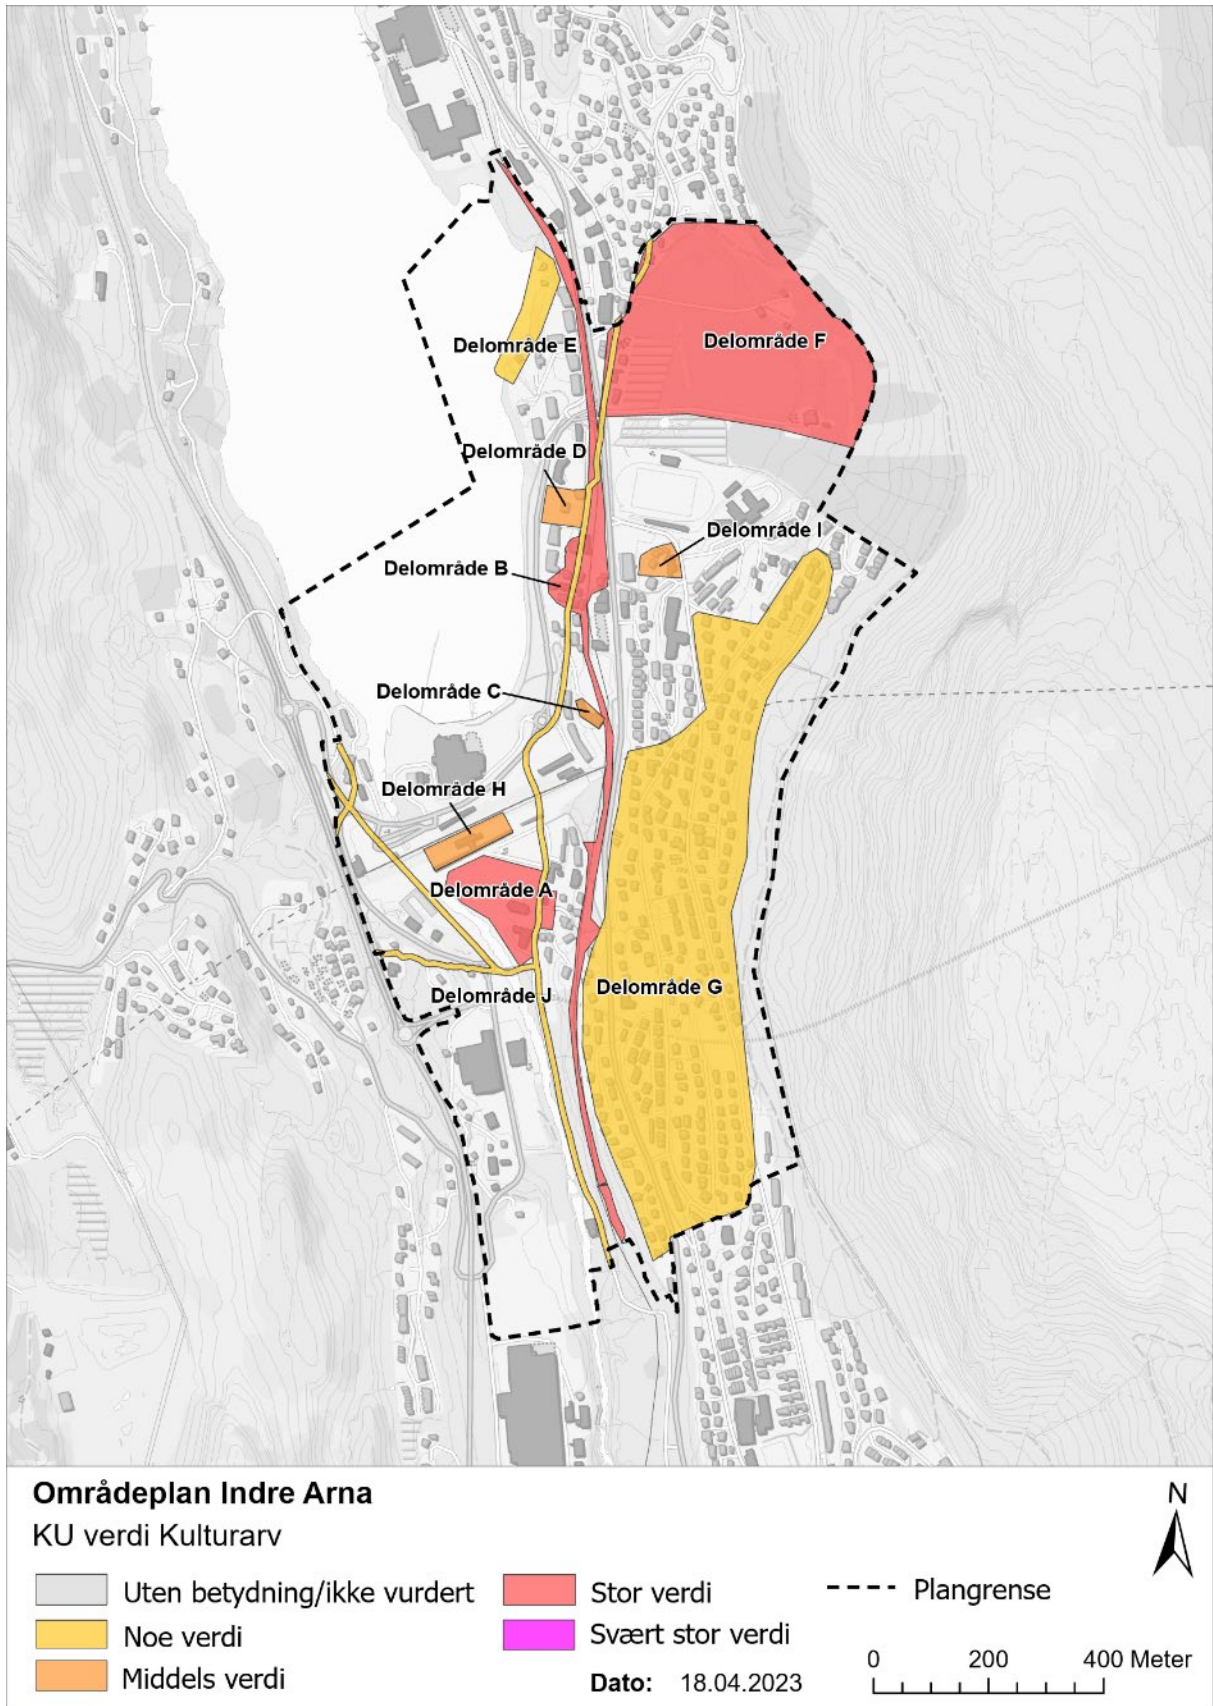 Delområde F
Delområde E
Delområde D
Delområde I
Delområde B
Delområde C
Delområde H
Delområde A
Delområde G
Delområde J
Områdeplan Indre Arna
KU verdi Kulturarv
N
Uten betydning/ikke vurdert
Noe verdi
Middels verdi
Stor verdi
Svært stor verdi
Dato: 18.04.2023
Plangrense
0 200 400 Meter